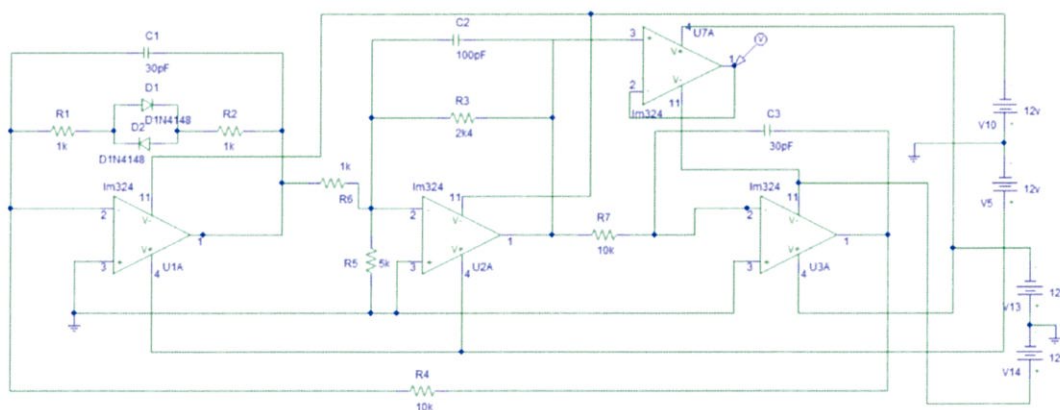 C1
30pF
D1
D1N4148
R1
1k
D2
D1N4148
R2
1k
lm324
2
3
11
V-
V+
4
1
U1A
1k
R6
C2
100pF
R3
2k4
lm324
2
3
11
V-
V+
4
1
U2A
R5
5k
R7
10k
3
2
4
U7A
V+
V-
11
1
V
lm324
C3
30pF
lm324
2
3
11
V-
V+
4
1
U3A
R4
10k
12v
V10
12v
V5
12
V13
12
V14